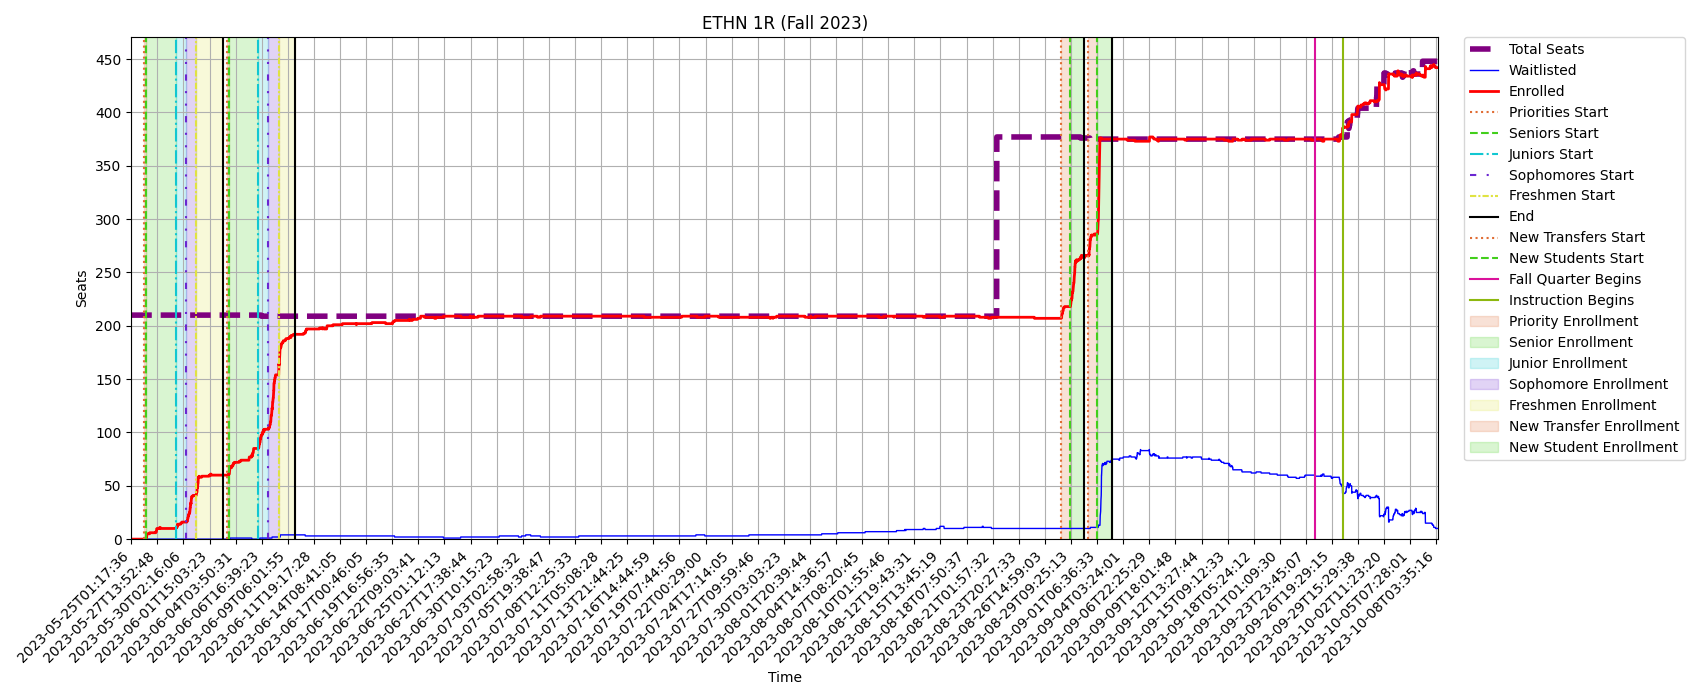 ETHN 1R (Fall 2023)
Seats
450
400
350
300
250
200
150
100
50
0
2023-05-25T01:17:36
2023-05-27T13:52:48
2023-05-30T02:16:06
2023-06-01T15:03:23
2023-06-04T03:50:31
2023-06-06T16:39:23
2023-06-09T06:01:55
2023-06-11T19:17:28
2023-06-14T08:41:05
2023-06-17T00:46:05
2023-06-19T16:56:35
2023-06-22T09:03:41
2023-06-25T01:12:13
2023-06-27T17:38:44
2023-06-30T10:15:23
2023-07-03T02:58:32
2023-07-05T19:38:47
2023-07-08T12:25:33
2023-07-11T05:08:28
2023-07-13T21:44:25
2023-07-16T14:44:59
2023-07-19T07:44:56
2023-07-22T00:29:00
2023-07-24T17:14:05
2023-07-27T09:59:46
2023-07-30T03:03:23
2023-08-01T20:39:44
2023-08-04T14:36:57
2023-08-07T08:20:45
2023-08-10T01:55:46
2023-08-12T19:43:31
2023-08-15T13:45:19
2023-08-18T07:50:37
2023-08-21T01:57:32
2023-08-23T20:27:33
2023-08-26T14:59:03
2023-08-29T09:25:13
2023-09-01T06:36:33
2023-09-04T03:24:01
2023-09-06T22:25:29
2023-09-09T18:01:48
2023-09-12T13:27:44
2023-09-15T09:12:33
2023-09-18T05:24:12
2023-09-21T01:09:30
2023-09-23T23:45:07
2023-09-26T19:29:15
2023-09-29T15:29:38
2023-10-02T11:23:20
2023-10-05T07:28:01
2023-10-08T03:35:16
Time
Total Seats
Waitlisted
Enrolled
Priorities Start
Seniors Start
Juniors Start
Sophomores Start
Freshmen Start
End
New Transfers Start
New Students Start
Fall Quarter Begins
Instruction Begins
Priority Enrollment
Senior Enrollment
Junior Enrollment
Sophomore Enrollment
Freshmen Enrollment
New Transfer Enrollment
New Student Enrollment